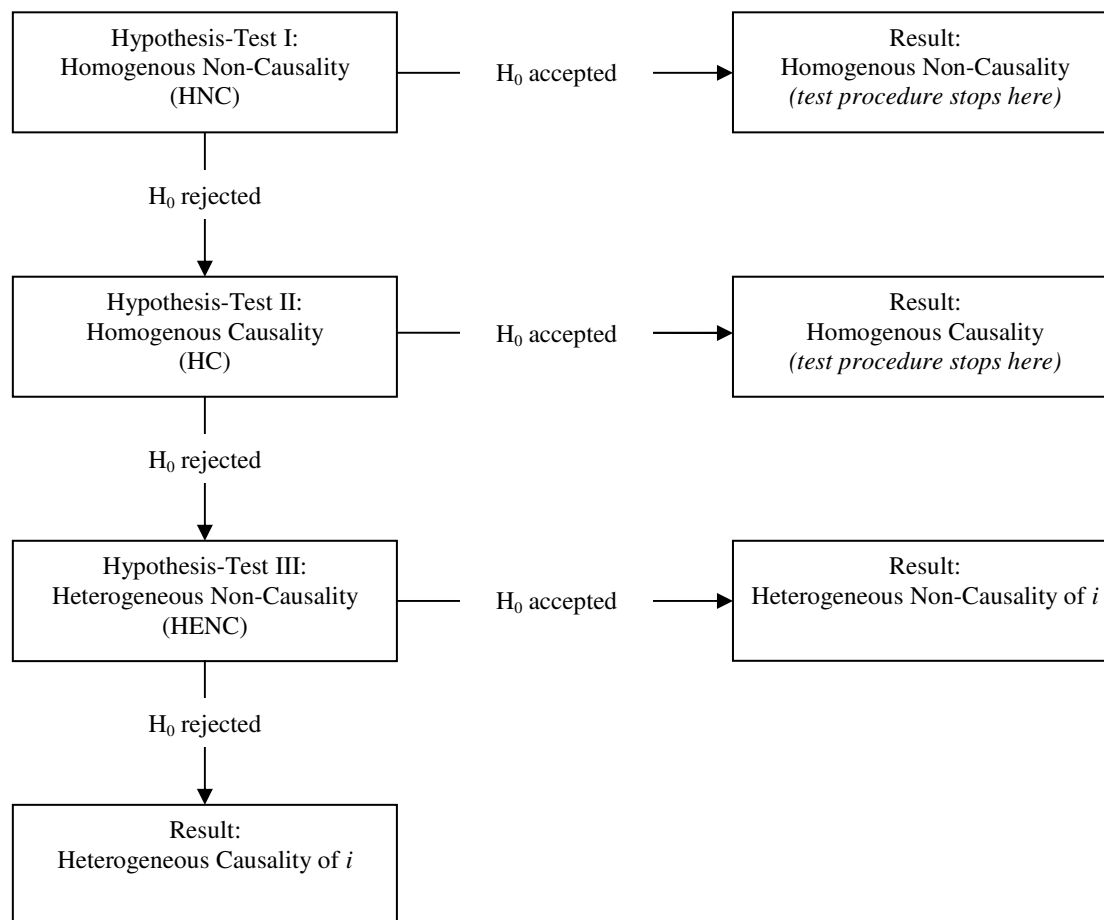 Hypothesis-Test I:
Homogenous Non-Causality
(HNC)
H₀ accepted
Result:
Homogenous Non-Causality
(test procedure stops here)
H₀ rejected
Hypothesis-Test II:
Homogenous Causality
(HC)
H₀ accepted
Result:
Homogenous Causality
(test procedure stops here)
H₀ rejected
Hypothesis-Test III:
Heterogeneous Non-Causality
(HENC)
H₀ accepted
Result:
Heterogeneous Non-Causality of i
H₀ rejected
Result:
Heterogeneous Causality of i